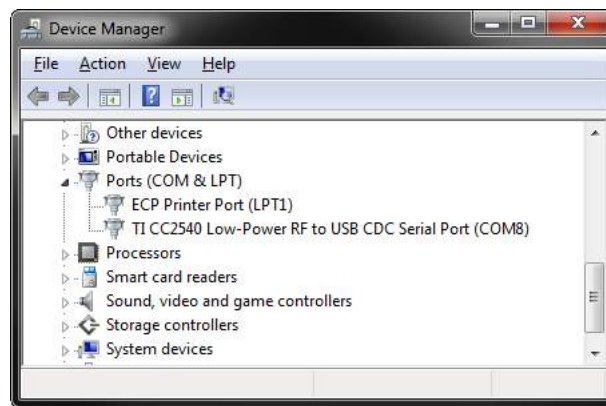 Device Manager
File Action View Help
Other devices
Portable Devices
Ports (COM & LPT)
ECP Printer Port (LPT1)
TI CC2540 Low-Power RF to USB CDC Serial Port (COM8)
Processors
Smart card readers
Sound, video and game controllers
Storage controllers
System devices